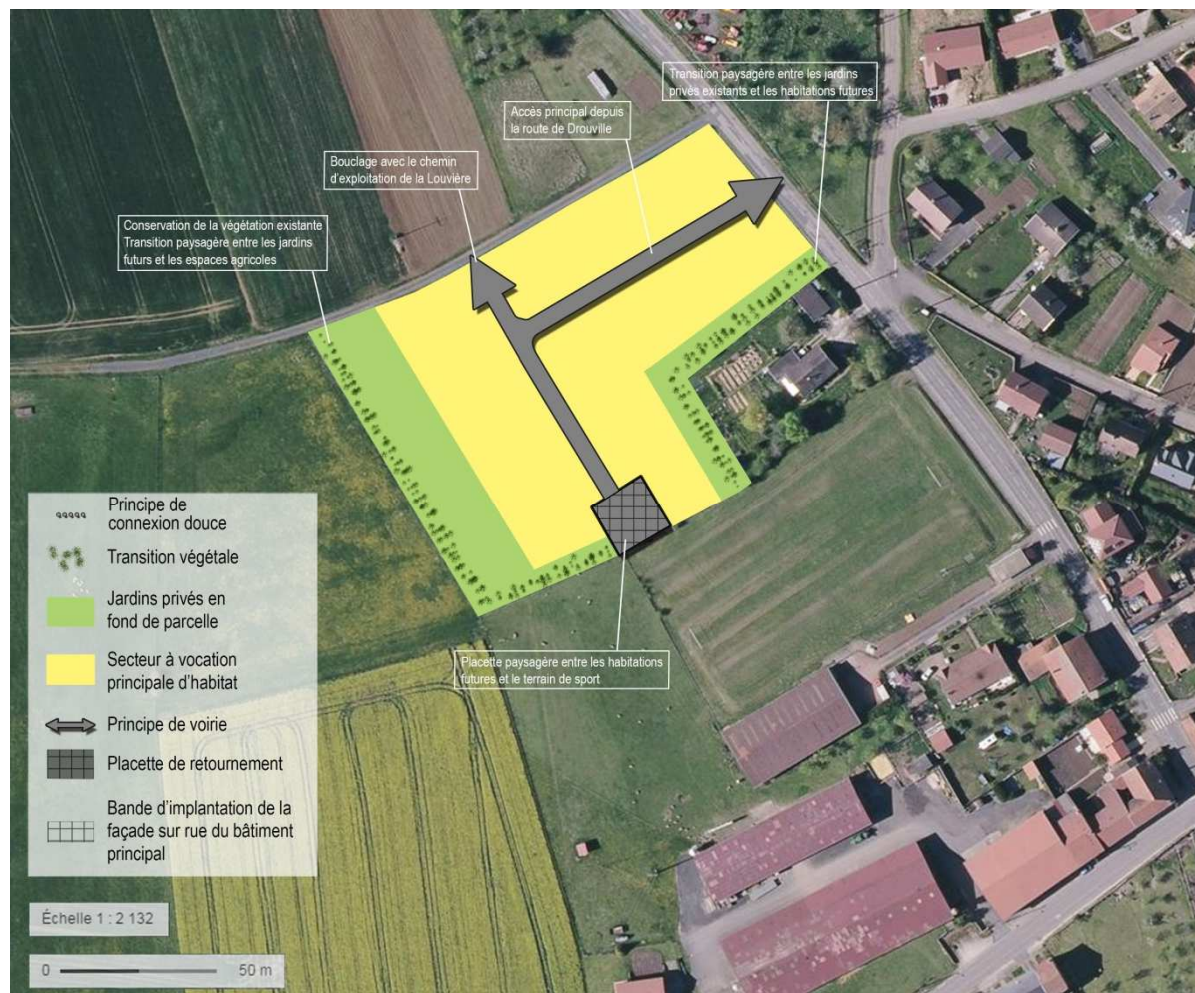 Transition paysagère entre les jardins
privés existants et les habitations futures
Accès principal depuis
la route de Drouville
Bouclage avec le chemin
d'exploitation de la Louvière
Conservation de la végétation existante
Transition paysagère entre les jardins
futurs et les espaces agricoles
Placette paysagère entre les habitations
futures et le terrain de sport
Principe de
connexion douce
Transition végétale
Jardins privés en
fond de parcelle
Secteur à vocation
principale d'habitat
Principe de voirie
Placette de retournement
Bande d'implantation de la
façade sur rue du bâtiment
principal
Échelle 1 : 2 132
0 50 m